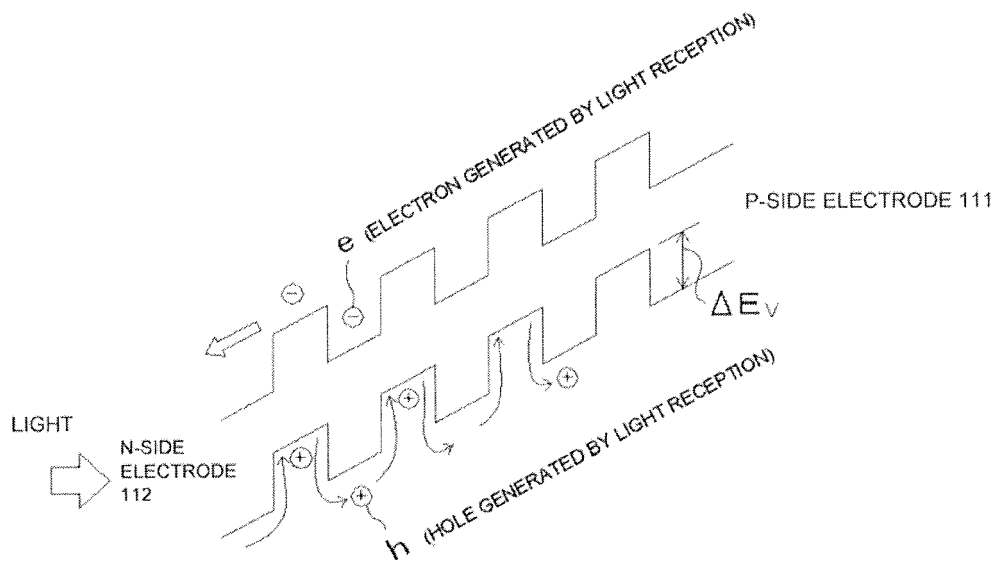 e (ELECTRON GENERATED BY LIGHT RECEPTION)
P-SIDE ELECTRODE 111
ΔEV
LIGHT
N-SIDE
ELECTRODE
112
h (HOLE GENERATED BY LIGHT RECEPTION)